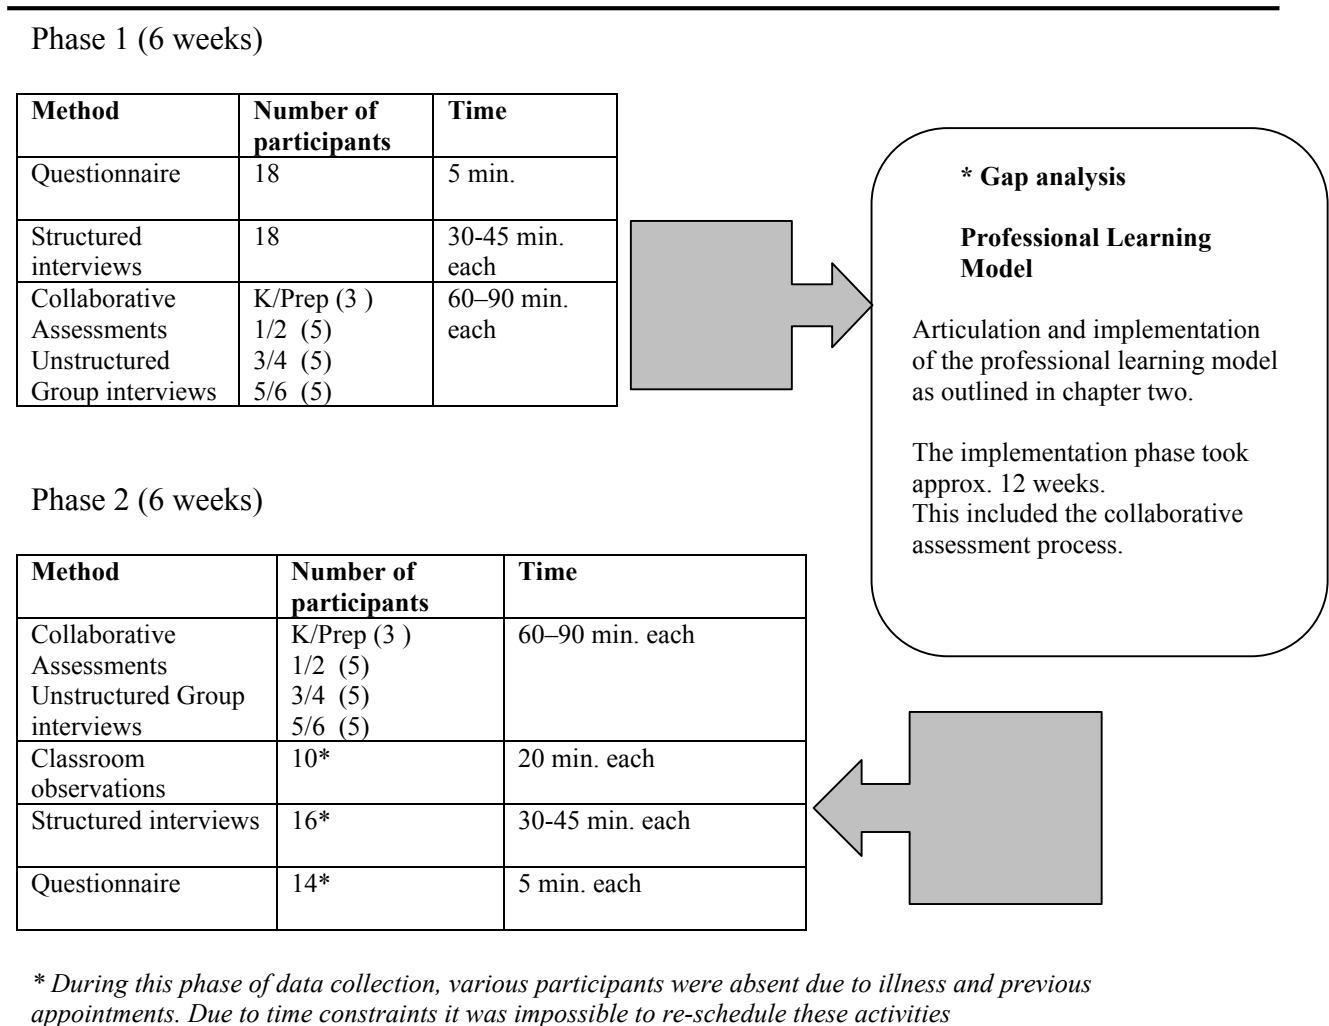 Phase 1 (6 weeks)
Method Number of participants Time
Questionnaire 18 5 min.
Structured interviews 18 30-45 min. each
Collaborative K/Prep (3 ) 60–90 min.
Assessments 1/2 (5) each
Unstructured 3/4 (5)
Group interviews 5/6 (5)
* Gap analysis
Professional Learning
Model
Articulation and implementation
of the professional learning model
as outlined in chapter two.
The implementation phase took
approx. 12 weeks.
This included the collaborative
assessment process.
Phase 2 (6 weeks)
Method Number of participants Time
Collaborative K/Prep (3 ) 60–90 min. each
Assessments 1/2 (5)
Unstructured Group 3/4 (5)
interviews 5/6 (5)
Classroom observations 10* 20 min. each
Structured interviews 16* 30-45 min. each
Questionnaire 14* 5 min. each
* During this phase of data collection, various participants were absent due to illness and previous
appointments. Due to time constraints it was impossible to re-schedule these activities